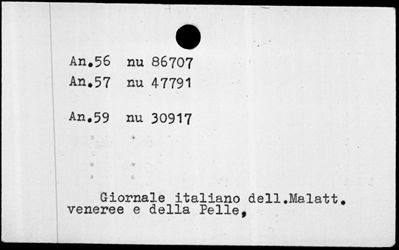 An.56 nu 86707
An.57 nu 47791
An.59 nu 30917
" "
" "
" "
Giornale italiano dell.Malatt.
veneree e della Pelle,